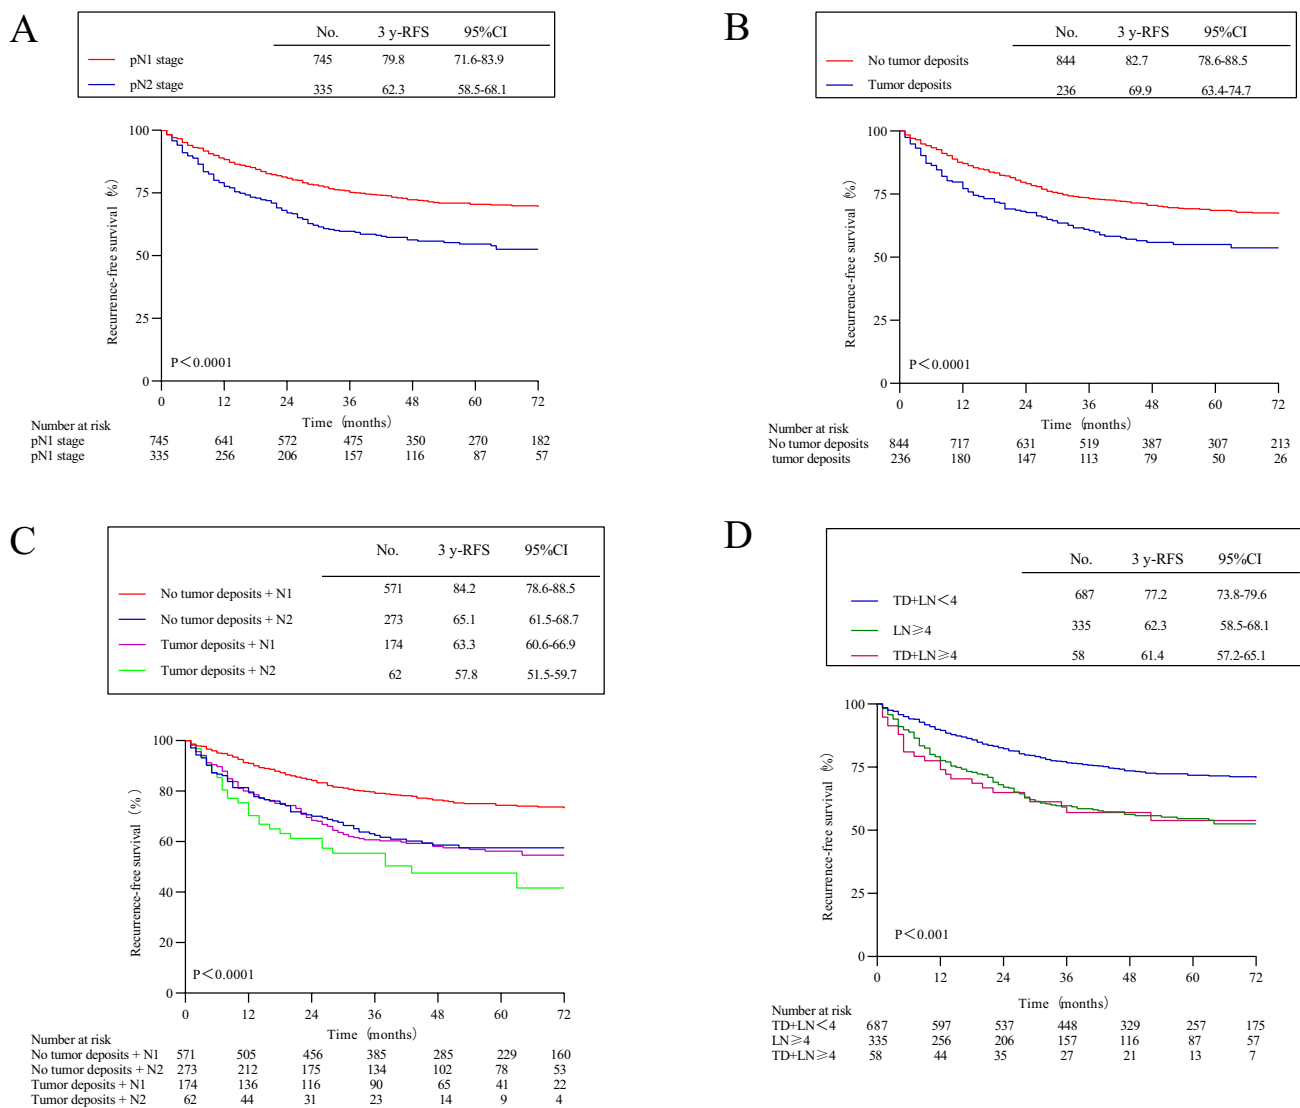 A
No. 3 y-RFS 95%CI
pN1 stage 745 79.8 71.6-83.9
pN2 stage 335 62.3 58.5-68.1
100
75
50
25
0
Recurrence-free survival (%)
P<0.0001
0 12 24 36 48 60 72
Time (months)
Number at risk
pN1 stage 745 641 572 475 350 270 182
pN1 stage 335 256 206 157 116 87 57
B
No. 3 y-RFS 95%CI
No tumor deposits 844 82.7 78.6-88.5
Tumor deposits 236 69.9 63.4-74.7
100
75
50
25
0
Recurrence-free survival (%)
P<0.0001
0 12 24 36 48 60 72
Time (months)
Number at risk
No tumor deposits 844 717 631 519 387 307 213
tumor deposits 236 180 147 113 79 50 26
C
No. 3 y-RFS 95%CI
No tumor deposits + N1 571 84.2 78.6-88.5
No tumor deposits + N2 273 65.1 61.5-68.7
Tumor deposits + N1 174 63.3 60.6-66.9
Tumor deposits + N2 62 57.8 51.5-59.7
100
80
60
40
20
0
Recurrence-free survival (%)
P<0.0001
0 12 24 36 48 60 72
Time (months)
Number at risk
No tumor deposits + N1 571 505 456 385 285 229 160
No tumor deposits + N2 273 212 175 134 102 78 53
Tumor deposits + N1 174 136 116 90 65 41 22
Tumor deposits + N2 62 44 31 23 14 9 4
D
No. 3 y-RFS 95%CI
TD+LN<4 687 77.2 73.8-79.6
LN≥4 335 62.3 58.5-68.1
TD+LN≥4 58 61.4 57.2-65.1
100
75
50
25
0
Recurrence-free survival (%)
P<0.001
0 12 24 36 48 60 72
Time (months)
Number at risk
TD+LN<4 687 597 537 448 329 257 175
LN≥4 335 256 206 157 116 87 57
TD+LN≥4 58 44 35 27 21 13 7